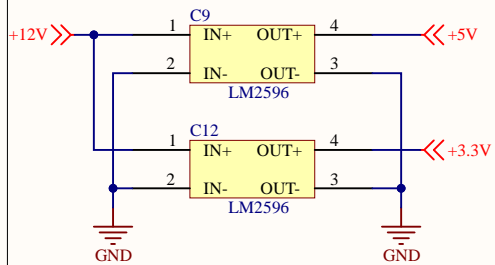 C9
+12V 1 IN+ OUT+ 4 +5V
2 IN- OUT- 3
LM2596
C12
1 IN+ OUT+ 4 +3.3V
2 IN- OUT- 3
LM2596
GND GND